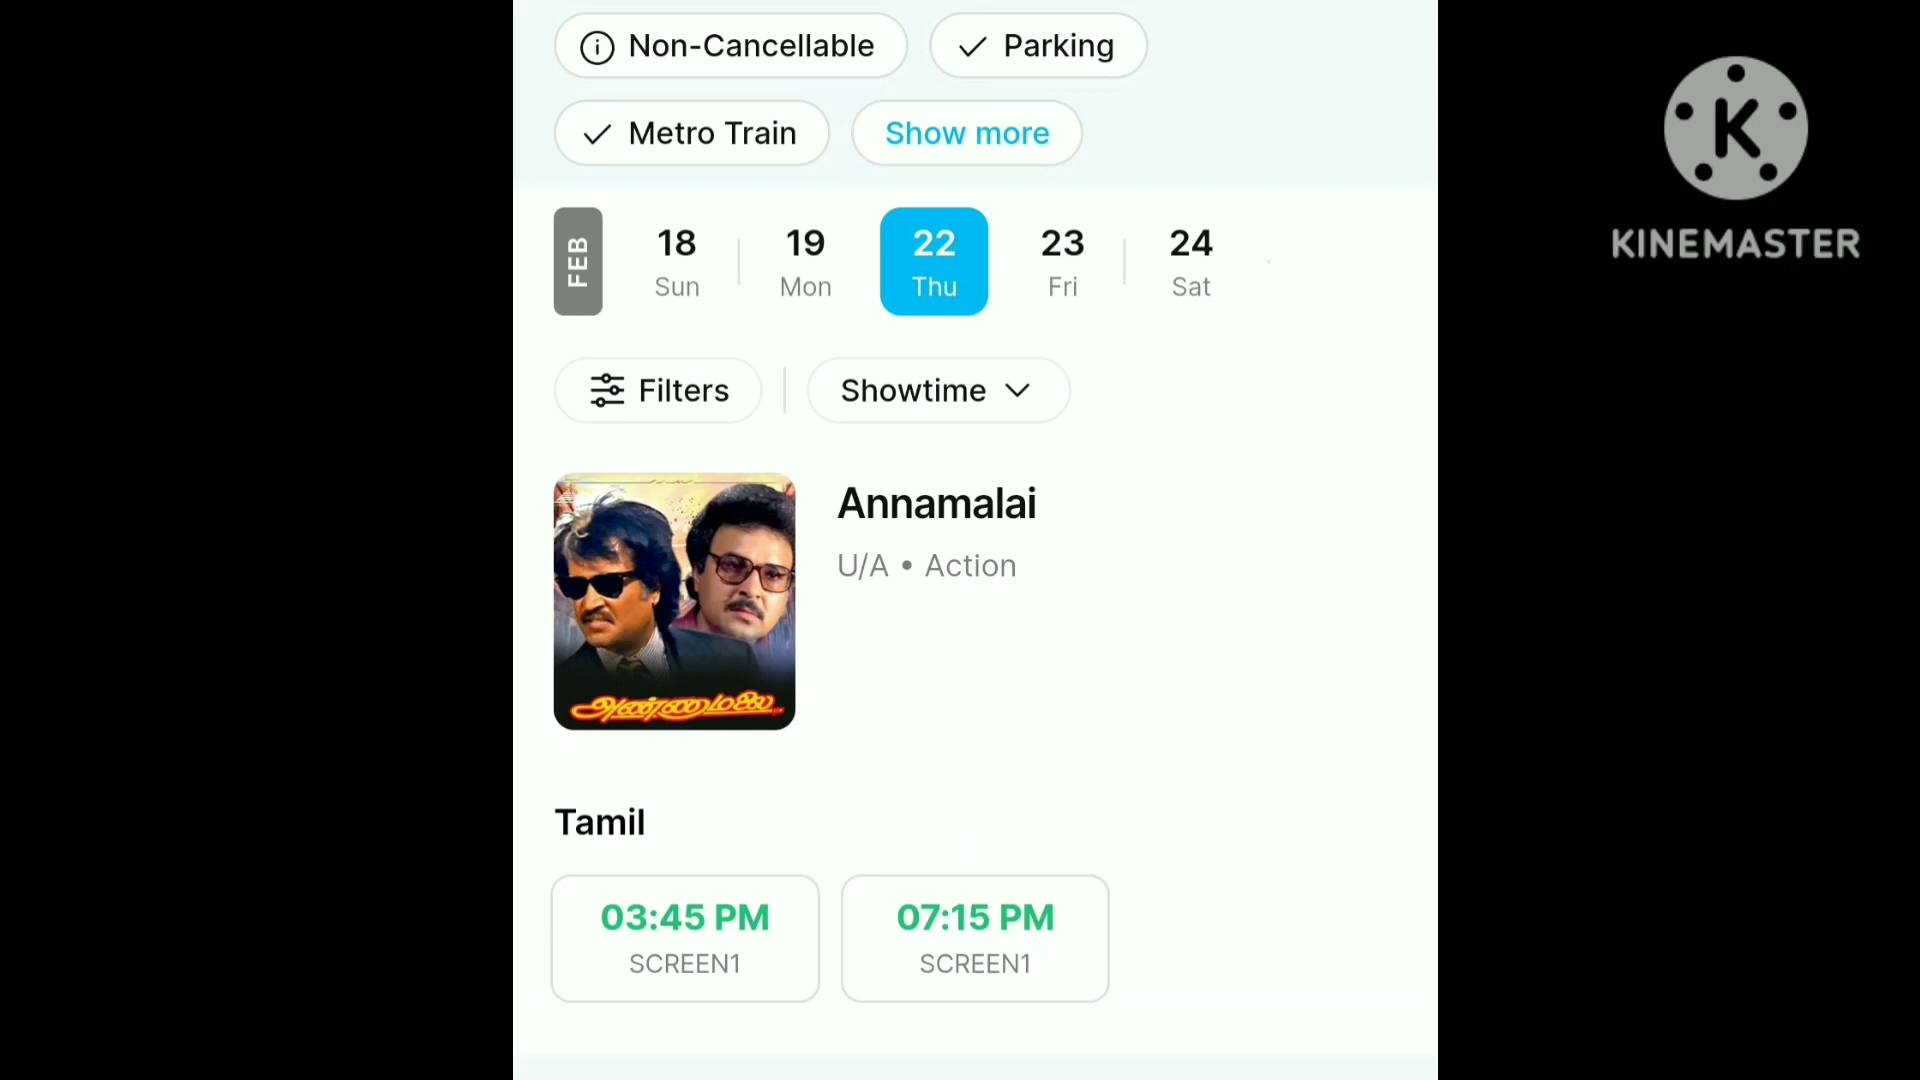 Non-Cancellable
Parking
Metro Train
Show more
FEB
18
Sun
19
Mon
22
Thu
23
Fri
24
Sat
Filters
Showtime
Annamalai
U/A • Action
அண்ணாமலை
Tamil
03:45 PM
SCREEN1
07:15 PM
SCREEN1
K
KINEMASTER